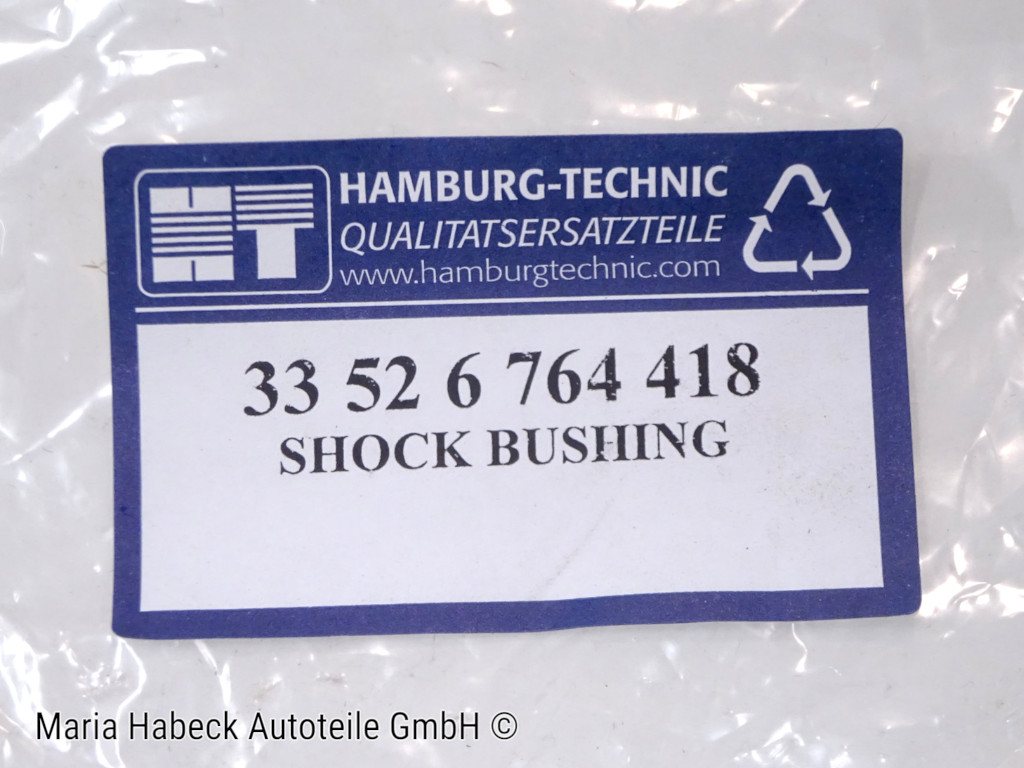 HT
HAMBURG-TECHNIC
QUALITATSERSATZTEILE
www.hamburgtechnic.com
33 52 6 764 418
SHOCK BUSHING
Maria Habeck Autoteile GmbH ©